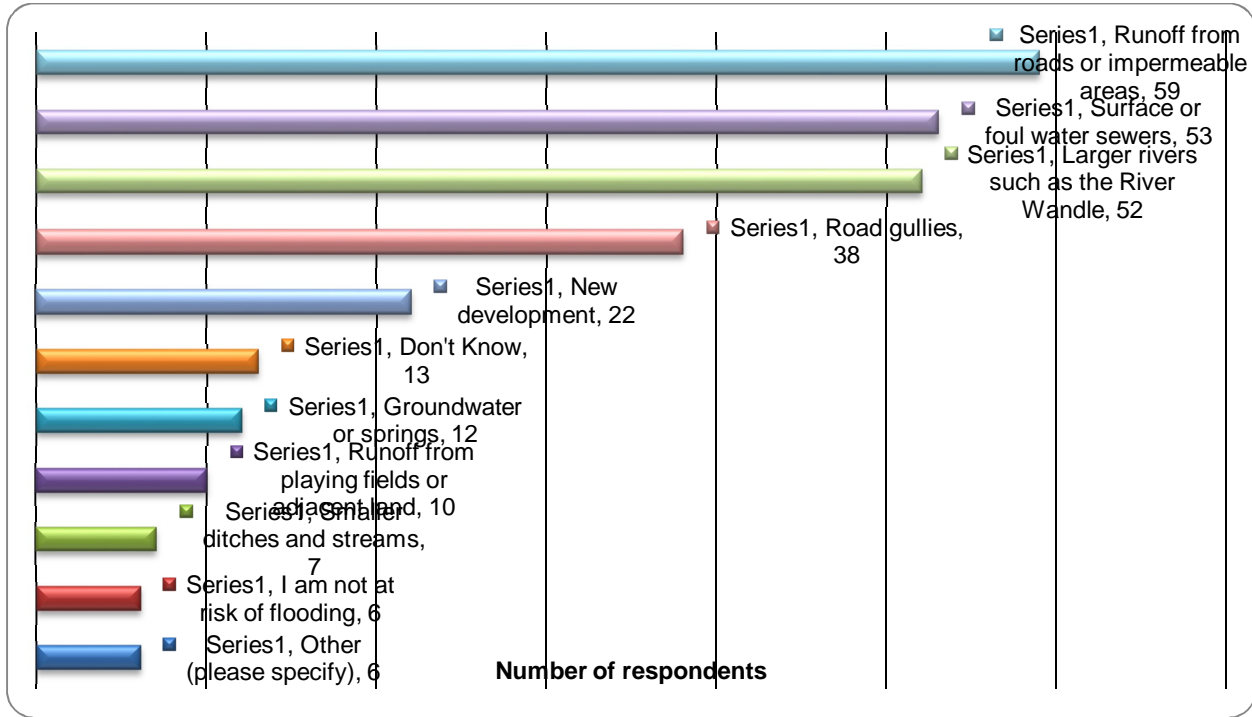 Series1, Runoff from
roads or impermeable
areas, 59
Series1, Surface or
foul water sewers, 53
Series1, Larger rivers
such as the River
Wandle, 52
Series1, Road gullies,
38
Series1, New
development, 22
Series1, Don't Know,
13
Series1, Groundwater
or springs, 12
Series1, Runoff from
playing fields or
adjacent land, 10
Series1, Smaller
ditches and streams,
7
Series1, I am not at
risk of flooding, 6
Series1, Other
(please specify), 6
Number of respondents